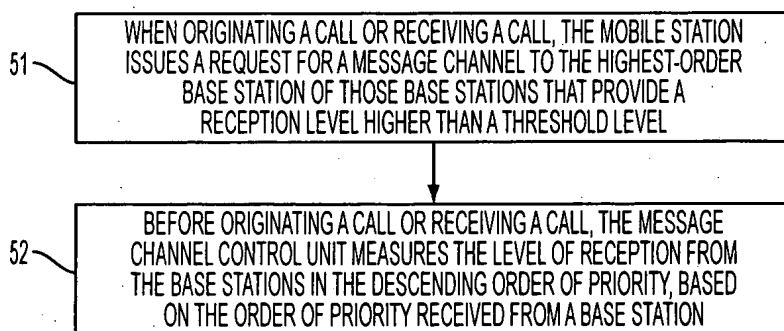 51
WHEN ORIGINATING A CALL OR RECEIVING A CALL, THE MOBILE STATION
ISSUES A REQUEST FOR A MESSAGE CHANNEL TO THE HIGHEST-ORDER
BASE STATION OF THOSE BASE STATIONS THAT PROVIDE A
RECEPTION LEVEL HIGHER THAN A THRESHOLD LEVEL
52
BEFORE ORIGINATING A CALL OR RECEIVING A CALL, THE MESSAGE
CHANNEL CONTROL UNIT MEASURES THE LEVEL OF RECEPTION FROM
THE BASE STATIONS IN THE DESCENDING ORDER OF PRIORITY, BASED
ON THE ORDER OF PRIORITY RECEIVED FROM A BASE STATION